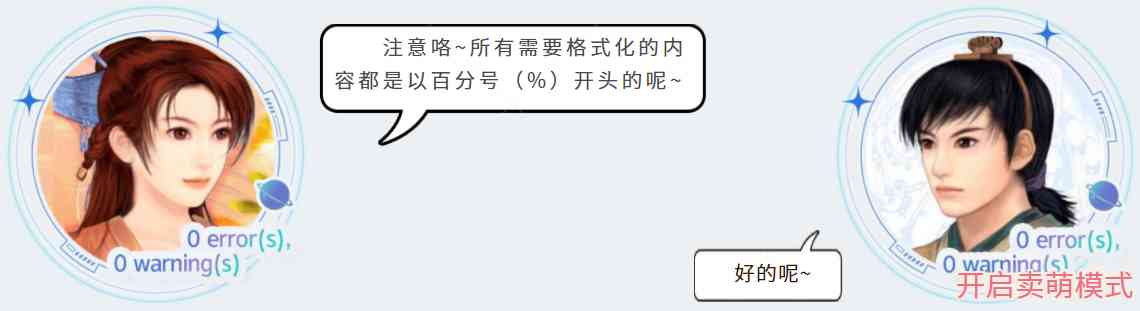 注意咯~所有需要格式化的内
容都是以百分号（%）开头的呢~
0 error(s),
0 warning(s)
好的呢~
0 error(s),
0 warning(s)
开启卖萌模式